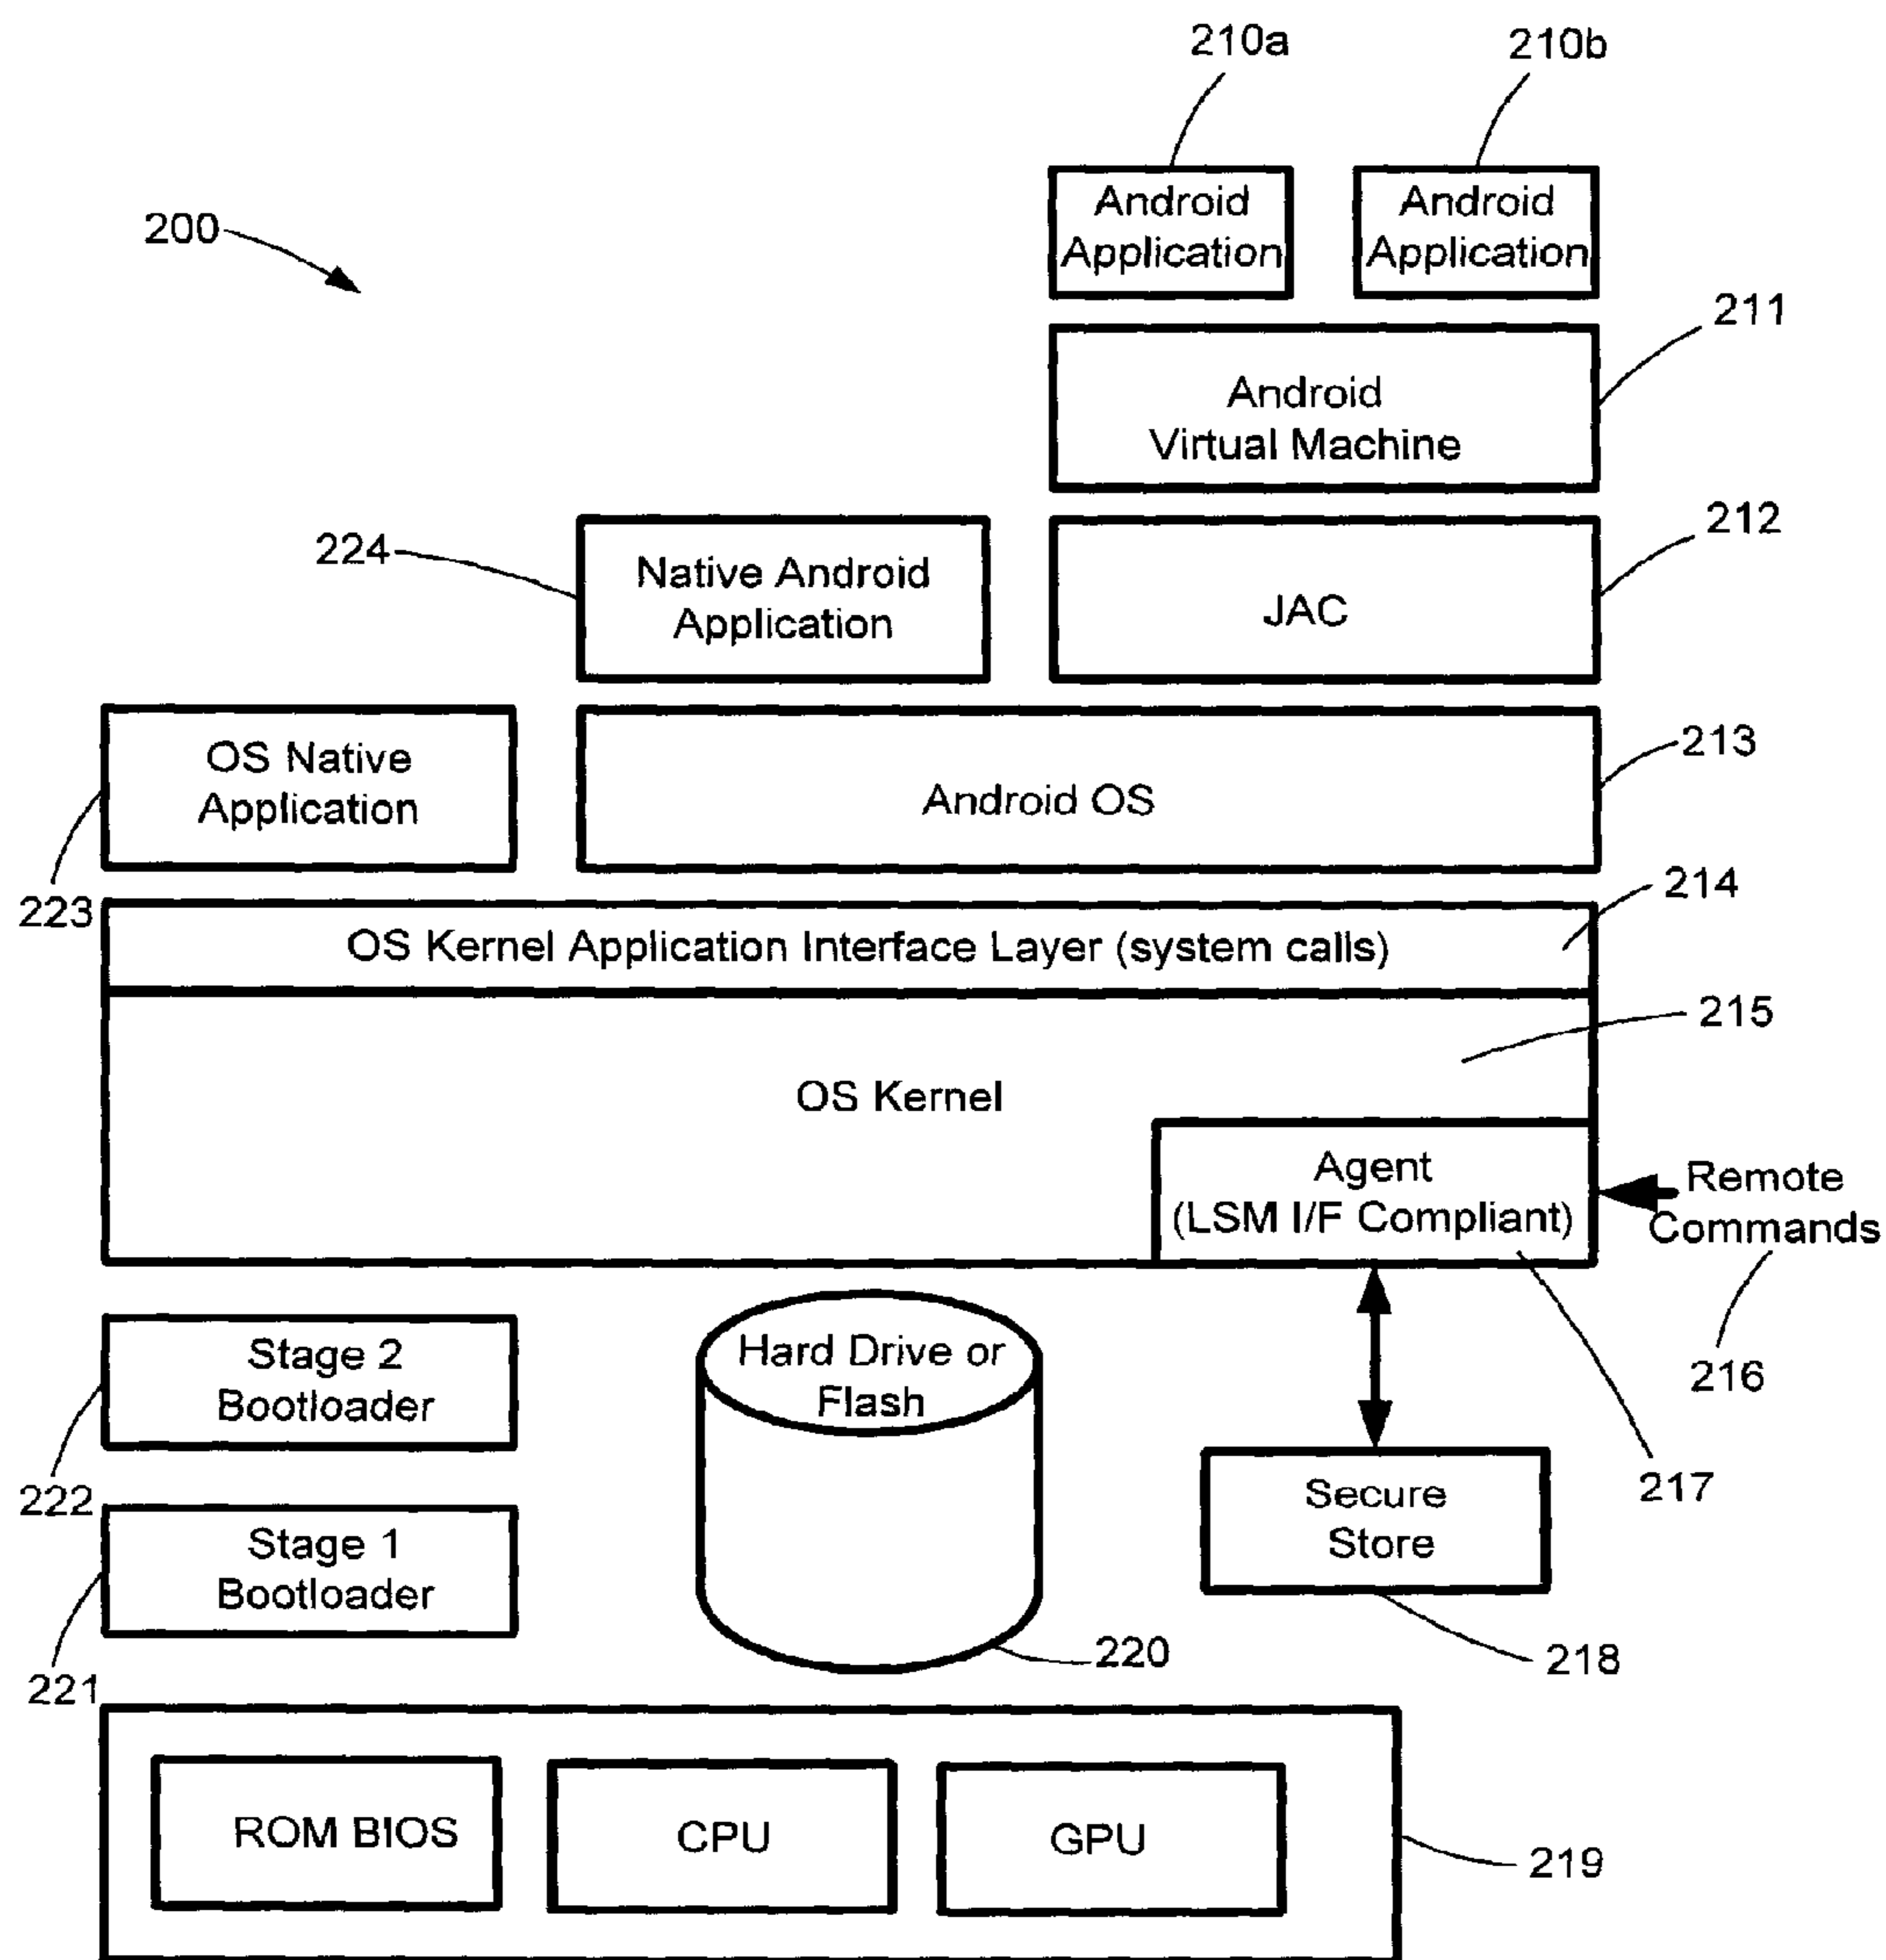 210a
210b
200
Android
Application
Android
Application
211
Android
Virtual Machine
212
224
Native Android
Application
JAC
213
OS Native
Application
Android OS
223
214
OS Kernel Application Interface Layer (system calls)
215
OS Kernel
Agent
(LSM I/F Compliant)
Remote
Commands
216
Stage 2
Bootloader
222
Hard Drive or
Flash
217
Secure
Store
218
Stage 1
Bootloader
221
220
ROM BIOS
CPU
GPU
219